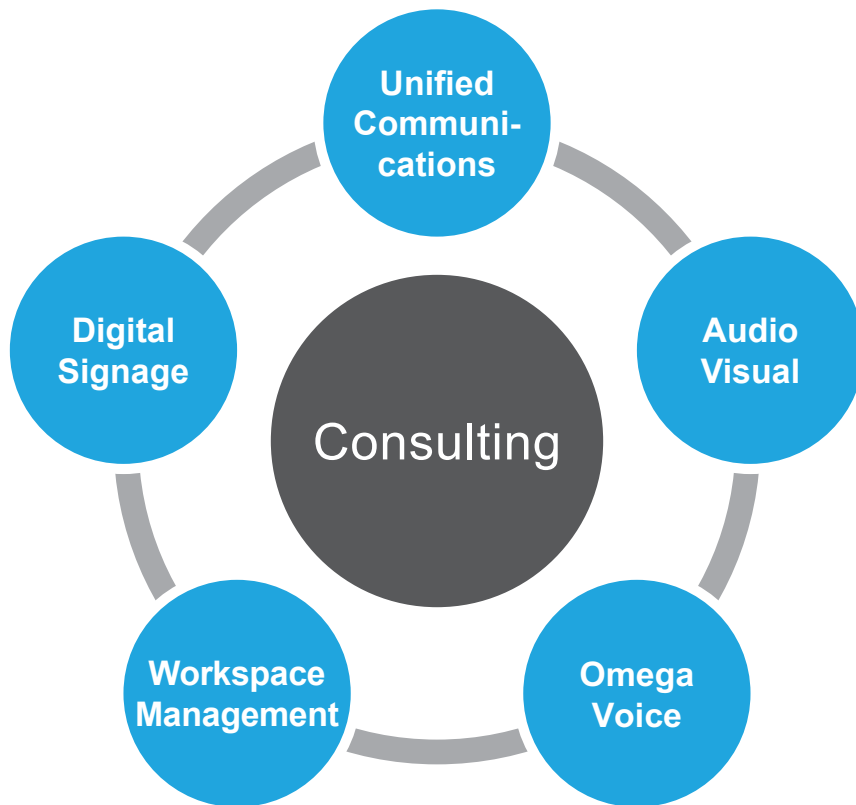 Unified
Communi-
cations
Digital
Signage
Audio
Visual
Consulting
Workspace
Management
Omega
Voice